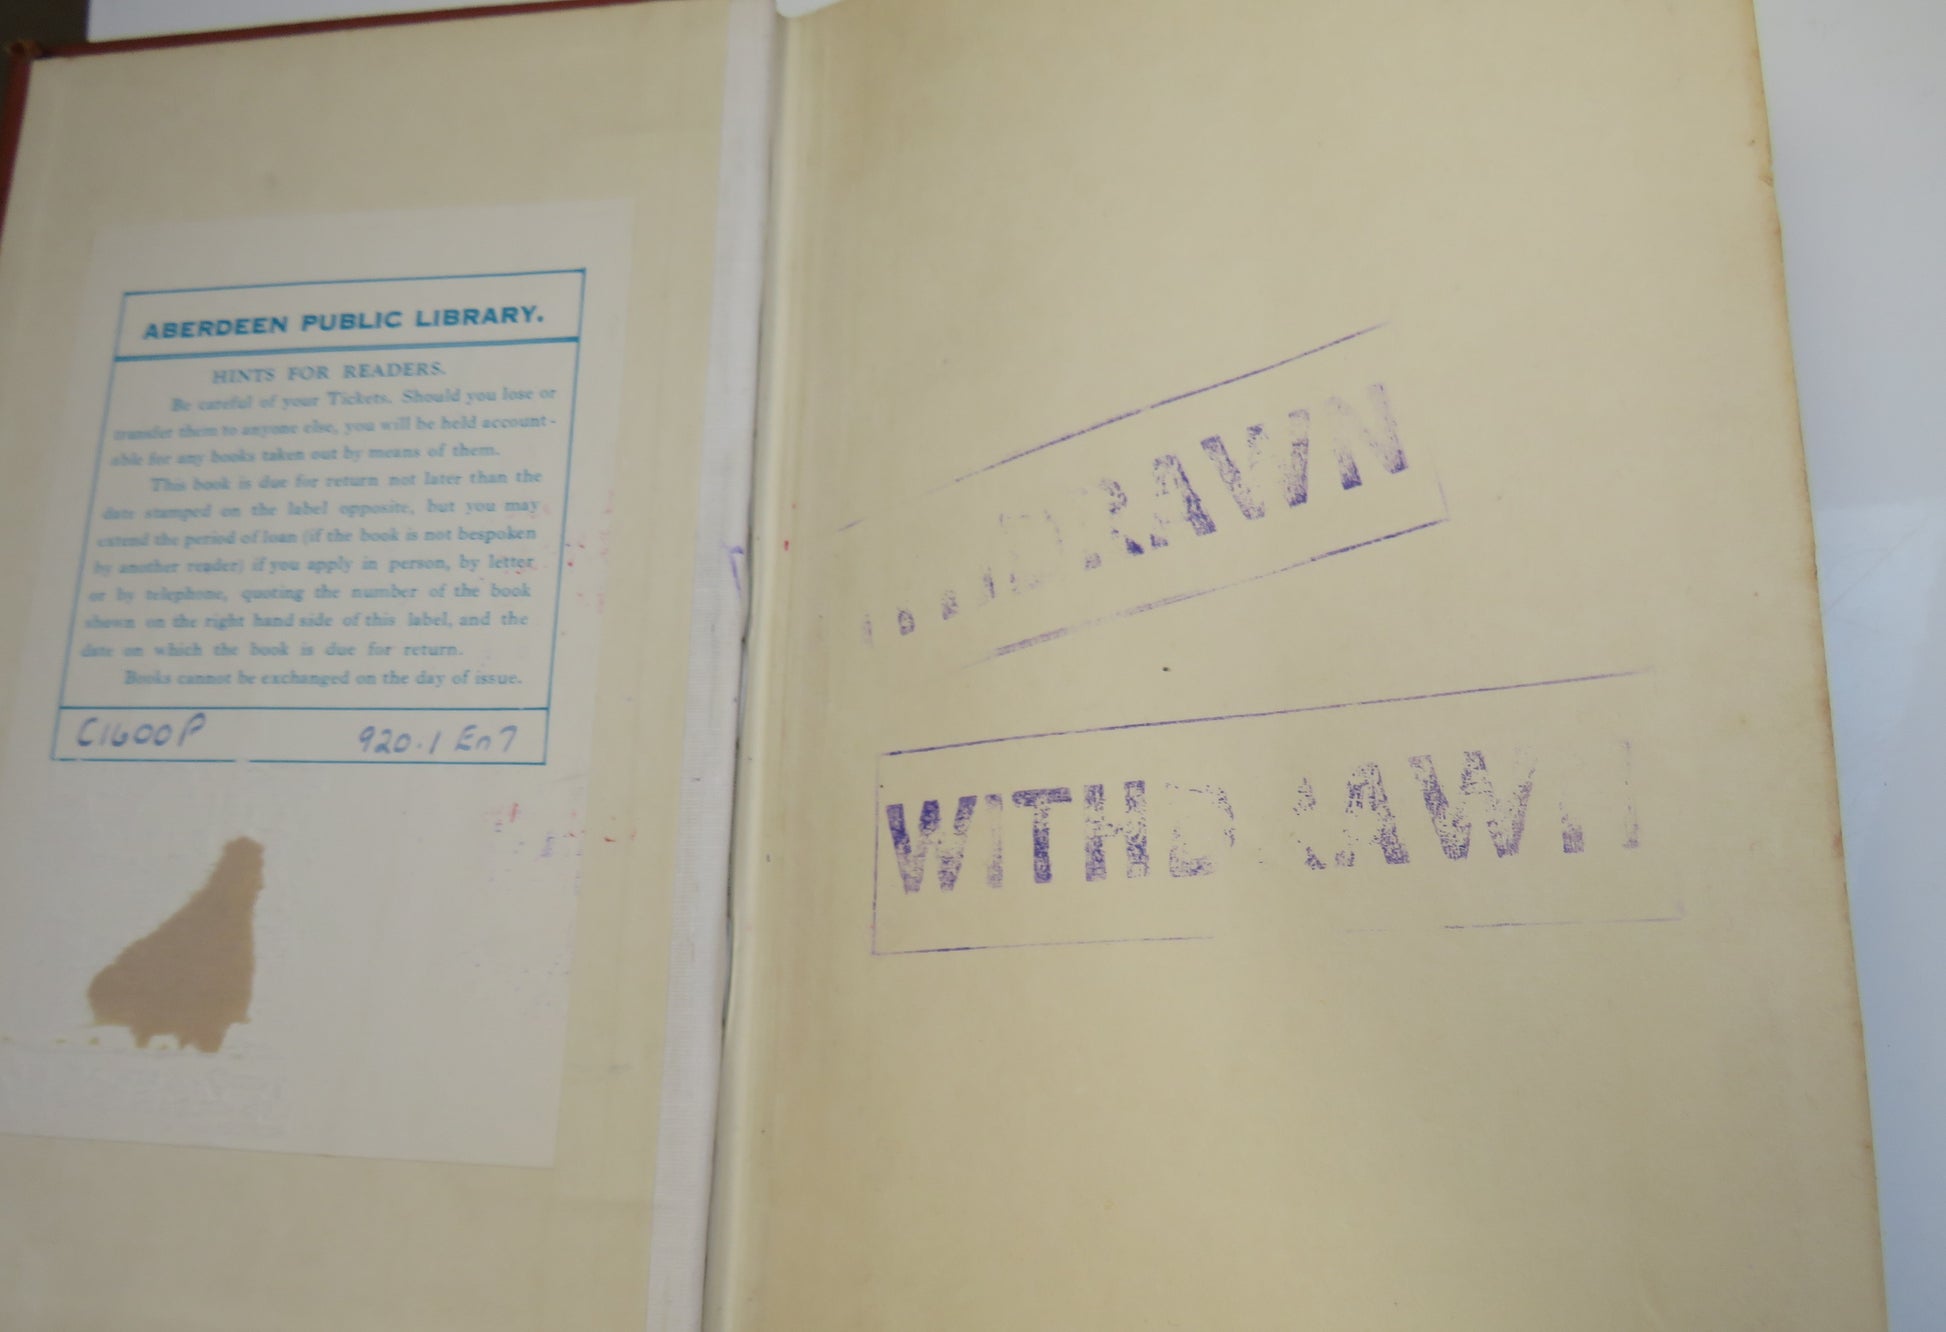 ABERDEEN PUBLIC LIBRARY.
HINTS FOR READERS.
Be careful of your Tickets. Should you lose or
transfer them to anyone else, you will be held account-
able for any books taken out by means of them.
This book is due for return not later than the
date stamped on the label opposite, but you may
extend the period of loan (if the book is not bespoken
by another reader) if you apply in person, by letter
or by telephone, quoting the number of the book
shown on the right hand side of this label, and the
date on which the book is due for return.
Books cannot be exchanged on the day of issue.
C1600P 920.1 En7
WITHDRAWN
WITHDRAWN